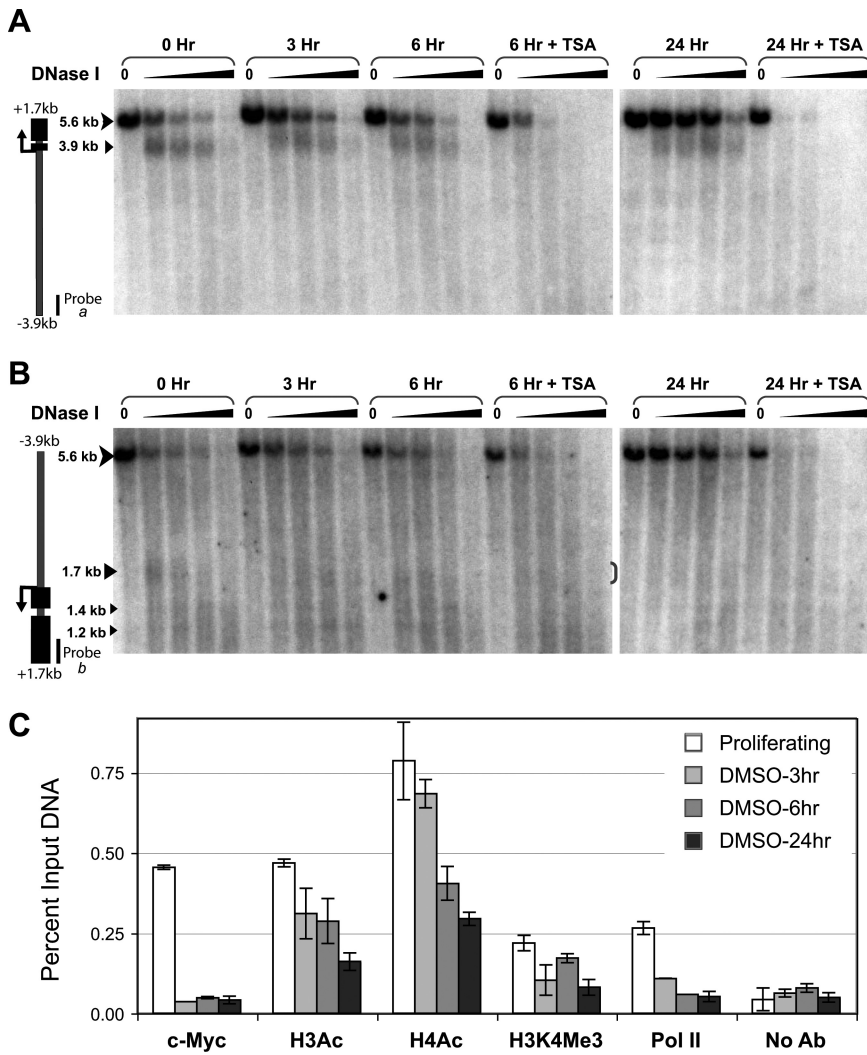 A
0 Hr 3 Hr 6 Hr 6 Hr + TSA 24 Hr 24 Hr + TSA
DNase I 0 0 0 0 0 0
+1.7kb
5.6 kb
3.9 kb
Probe
a
-3.9kb
B
0 Hr 3 Hr 6 Hr 6 Hr + TSA 24 Hr 24 Hr + TSA
DNase I 0 0 0 0 0 0
-3.9kb
5.6 kb
1.7 kb
1.4 kb
1.2 kb
Probe
b
+1.7kb
C
Percent Input DNA
0.75
0.50
0.25
0.00
Proliferating
DMSO-3hr
DMSO-6hr
DMSO-24hr
c-Myc H3Ac H4Ac H3K4Me3 Pol II No Ab